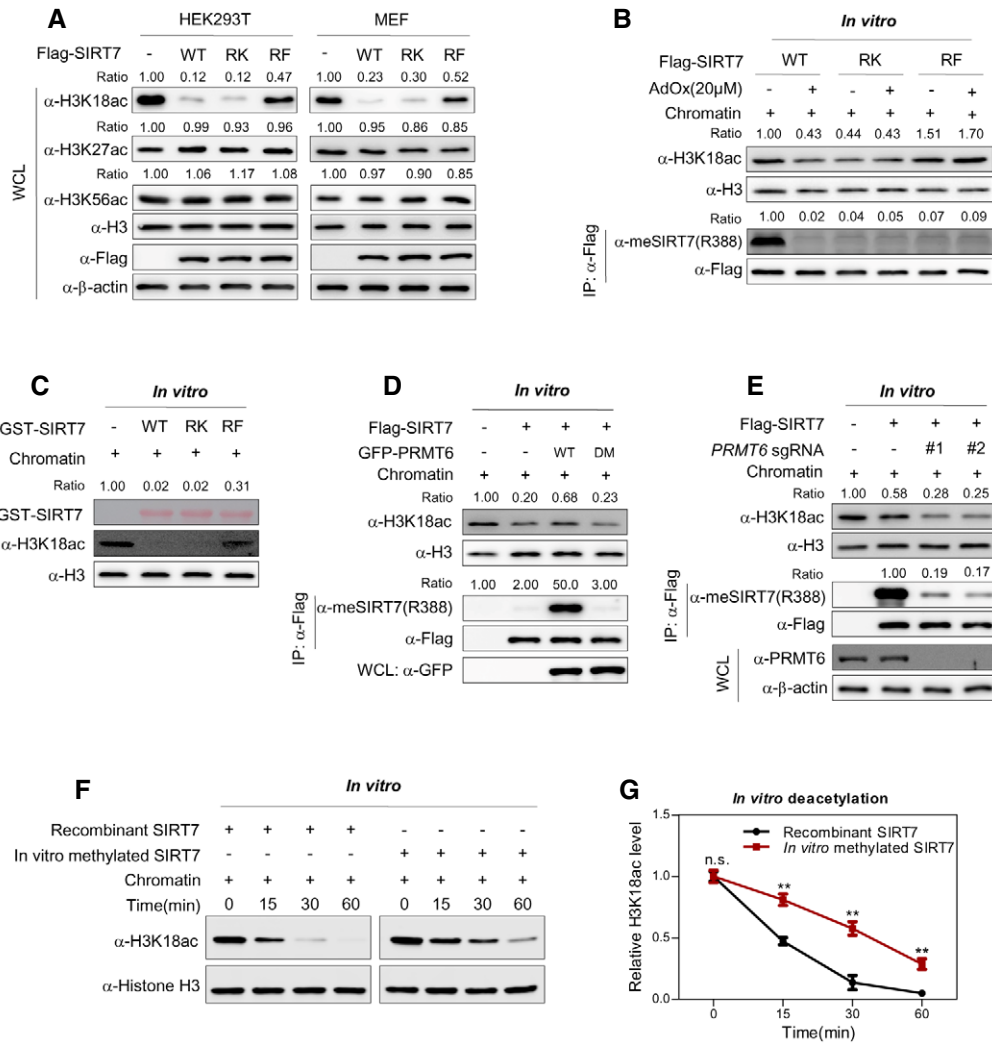 A
HEK293T MEF
Flag-SIRT7 - WT RK RF - WT RK RF
Ratio 1.00 0.12 0.12 0.47 1.00 0.23 0.30 0.52
α-H3K18ac
Ratio 1.00 0.99 0.93 0.96 1.00 0.95 0.86 0.85
α-H3K27ac
Ratio 1.00 1.06 1.17 1.08 1.00 0.97 0.90 0.85
α-H3K56ac
α-H3
α-Flag
α-β-actin
WCL
B
In vitro
Flag-SIRT7 WT RK RF
AdOx(20μM) - + - + - +
Chromatin + + + + + +
Ratio 1.00 0.43 0.44 0.43 1.51 1.70
α-H3K18ac
α-H3
Ratio 1.00 0.02 0.04 0.05 0.07 0.09
α-meSIRT7(R388)
α-Flag
IP: α-Flag
C
In vitro
GST-SIRT7 - WT RK RF
Chromatin + + + +
Ratio 1.00 0.02 0.02 0.31
GST-SIRT7
α-H3K18ac
α-H3
D
In vitro
Flag-SIRT7 - + + +
GFP-PRMT6 - - WT DM
Chromatin + + + +
Ratio 1.00 0.20 0.68 0.23
α-H3K18ac
α-H3
Ratio 1.00 2.00 50.0 3.00
α-meSIRT7(R388)
α-Flag
IP: α-Flag
WCL: α-GFP
E
In vitro
Flag-SIRT7 - + + +
PRMT6 sgRNA - - #1 #2
Chromatin + + + +
Ratio 1.00 0.58 0.28 0.25
α-H3K18ac
α-H3
Ratio 1.00 0.19 0.17
α-meSIRT7(R388)
α-Flag
IP: α-Flag
α-PRMT6
α-β-actin
WCL
F
In vitro
Recombinant SIRT7 + + + + - - - -
In vitro methylated SIRT7 - - - - + + + +
Chromatin + + + + + + + +
Time(min) 0 15 30 60 0 15 30 60
α-H3K18ac
α-Histone H3
G
In vitro deacetylation
Recombinant SIRT7
In vitro methylated SIRT7
Relative H3K18ac level
1.5
1.0
0.5
0.0
n.s.
**
**
**
0 15 30 60
Time(min)